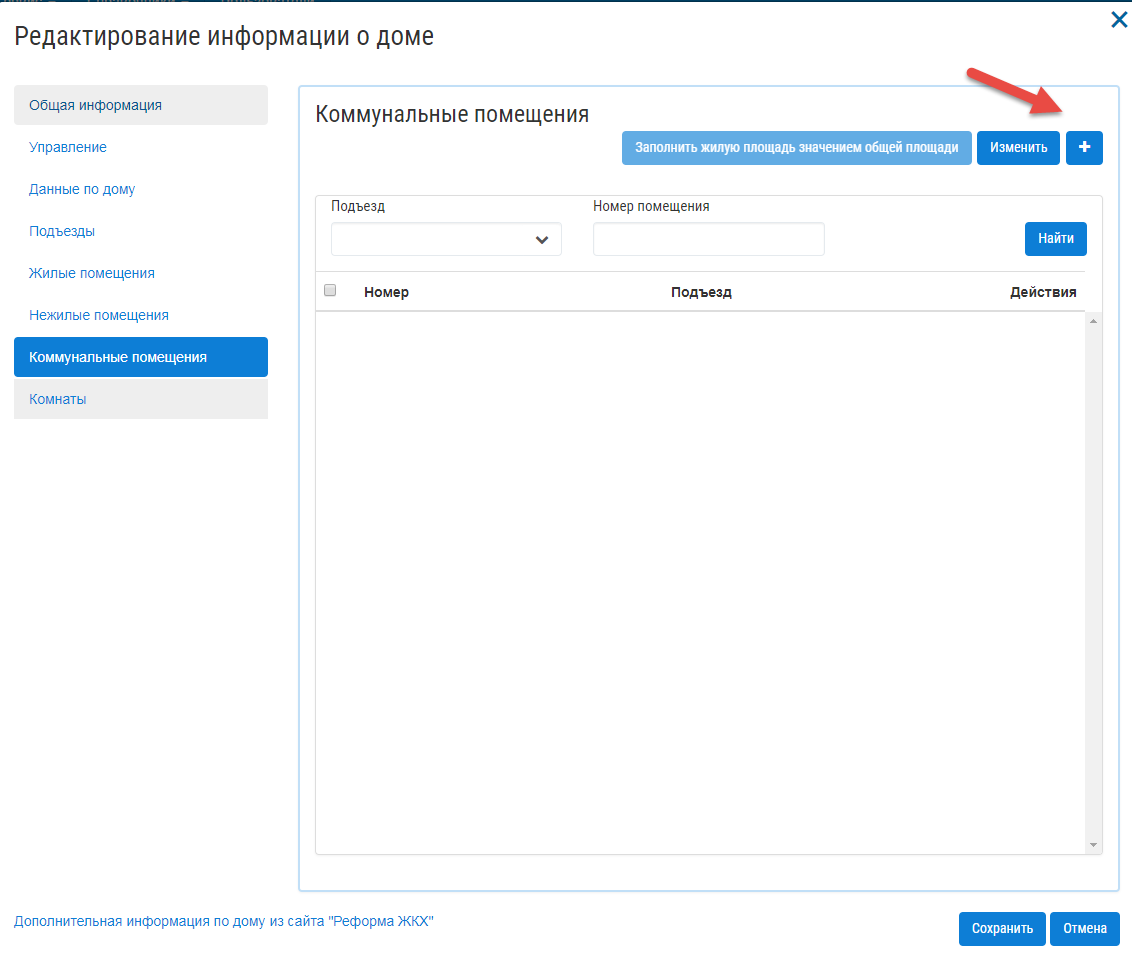 Редактирование информации о доме
Общая информация
Управление
Данные по дому
Подъезды
Жилые помещения
Нежилые помещения
Коммунальные помещения
Комнаты
Коммунальные помещения
Заполнить жилую площадь значением общей площади Изменить +
Подъезд Номер помещения
Найти
Номер Подъезд Действия
Дополнительная информация по дому из сайта "Реформа ЖКХ"
Сохранить Отмена